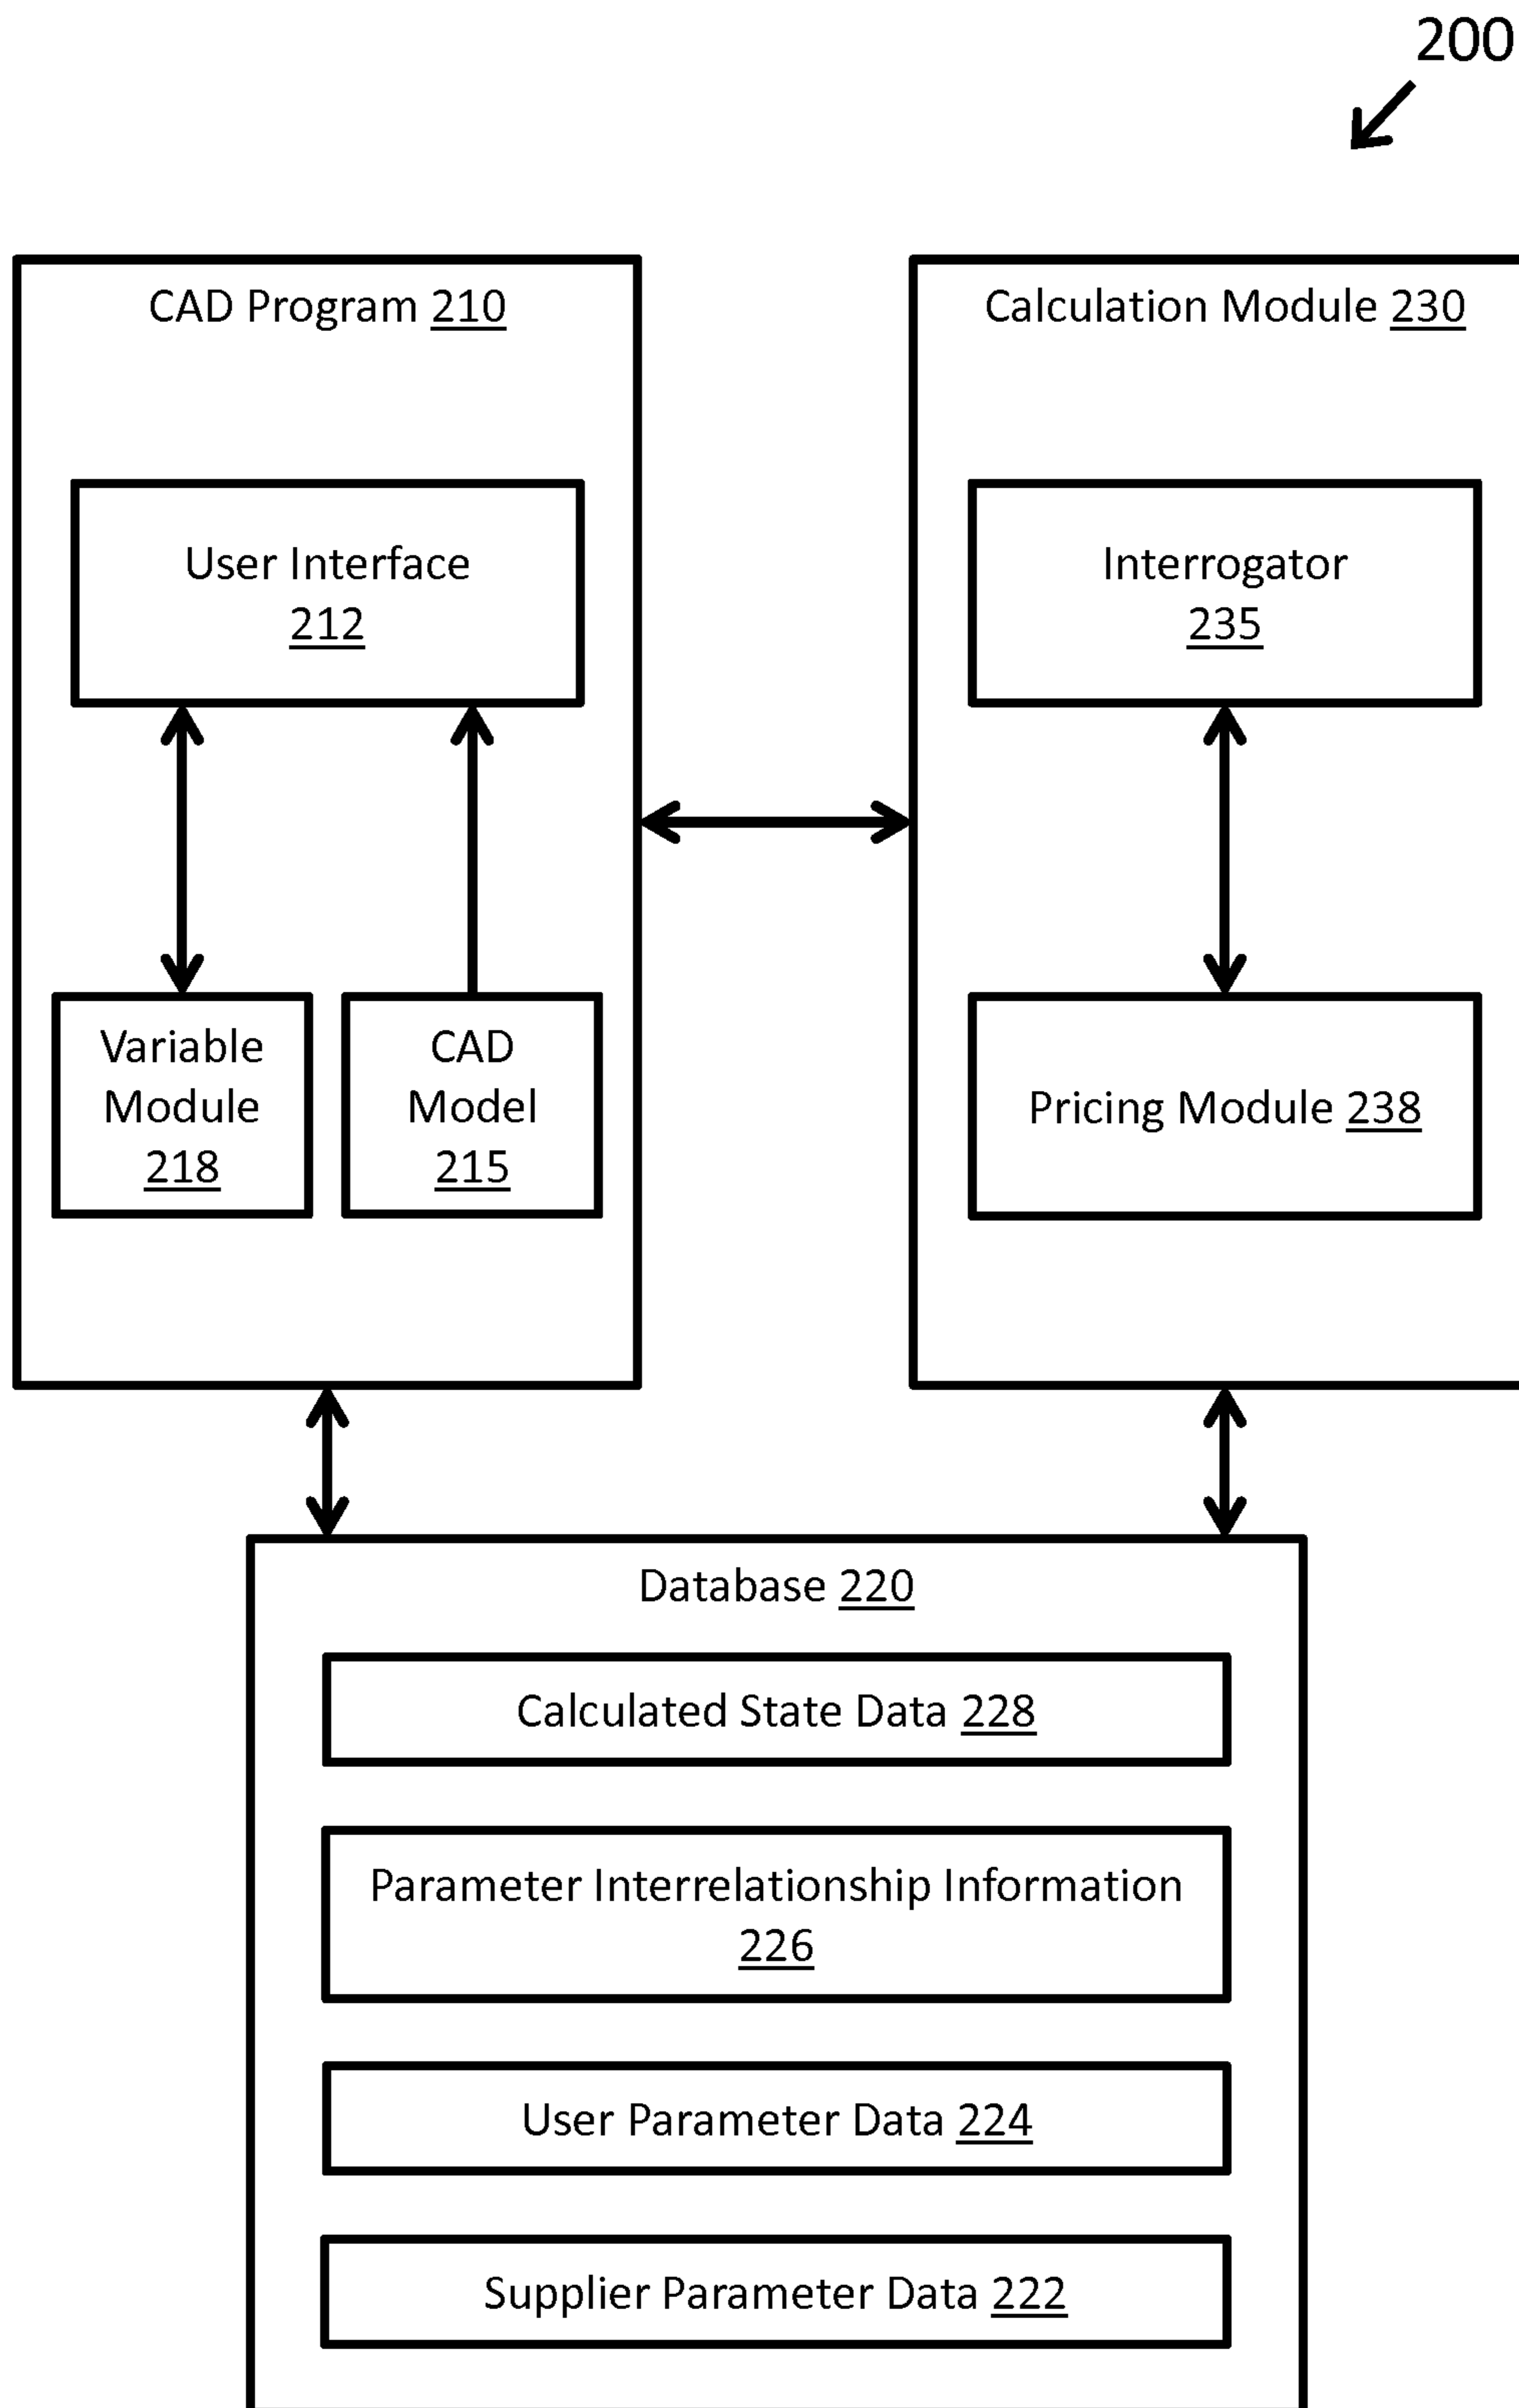 200
CAD Program 210
Calculation Module 230
User Interface
212
Interrogator
235
Variable
Module
218
CAD
Model
215
Pricing Module 238
Database 220
Calculated State Data 228
Parameter Interrelationship Information
226
User Parameter Data 224
Supplier Parameter Data 222